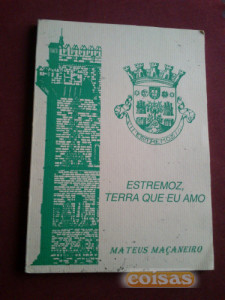 ESTREMOZ,
TERRA QUE EU AMO
MATEUS MAÇANEIRO
coisas